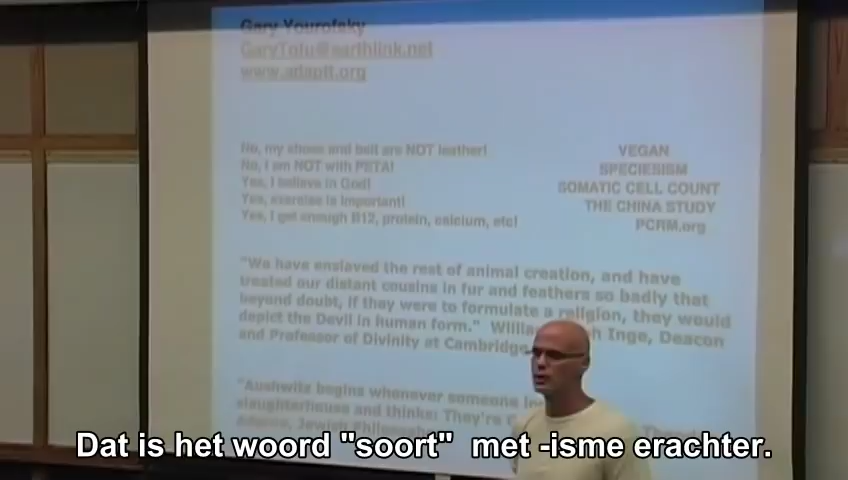 Gary Yourofsky
GaryTofu@earthlink.net
www.adaptt.org
No, my shoes and belt are NOT leather!
No, I am NOT with PETA!
Yes, I believe in God!
Yes, exercise is important!
Yes, I get enough B12, protein, calcium, etc!
VEGAN
SPECIESISM
SOMATIC CELL COUNT
THE CHINA STUDY
PCRM.org
"We have enslaved the rest of animal creation, and have
treated our distant cousins in fur and feathers so badly that
beyond doubt, if they were to formulate a religion, they would
depict the Devil in human form." William h Inge, Deacon
and Professor of Divinity at Cambridge
"Auschwitz begins whenever someone
slaughterhouse and thinks: They're
Adorno, Jewish
Dat is het woord "soort" met -isme erachter.